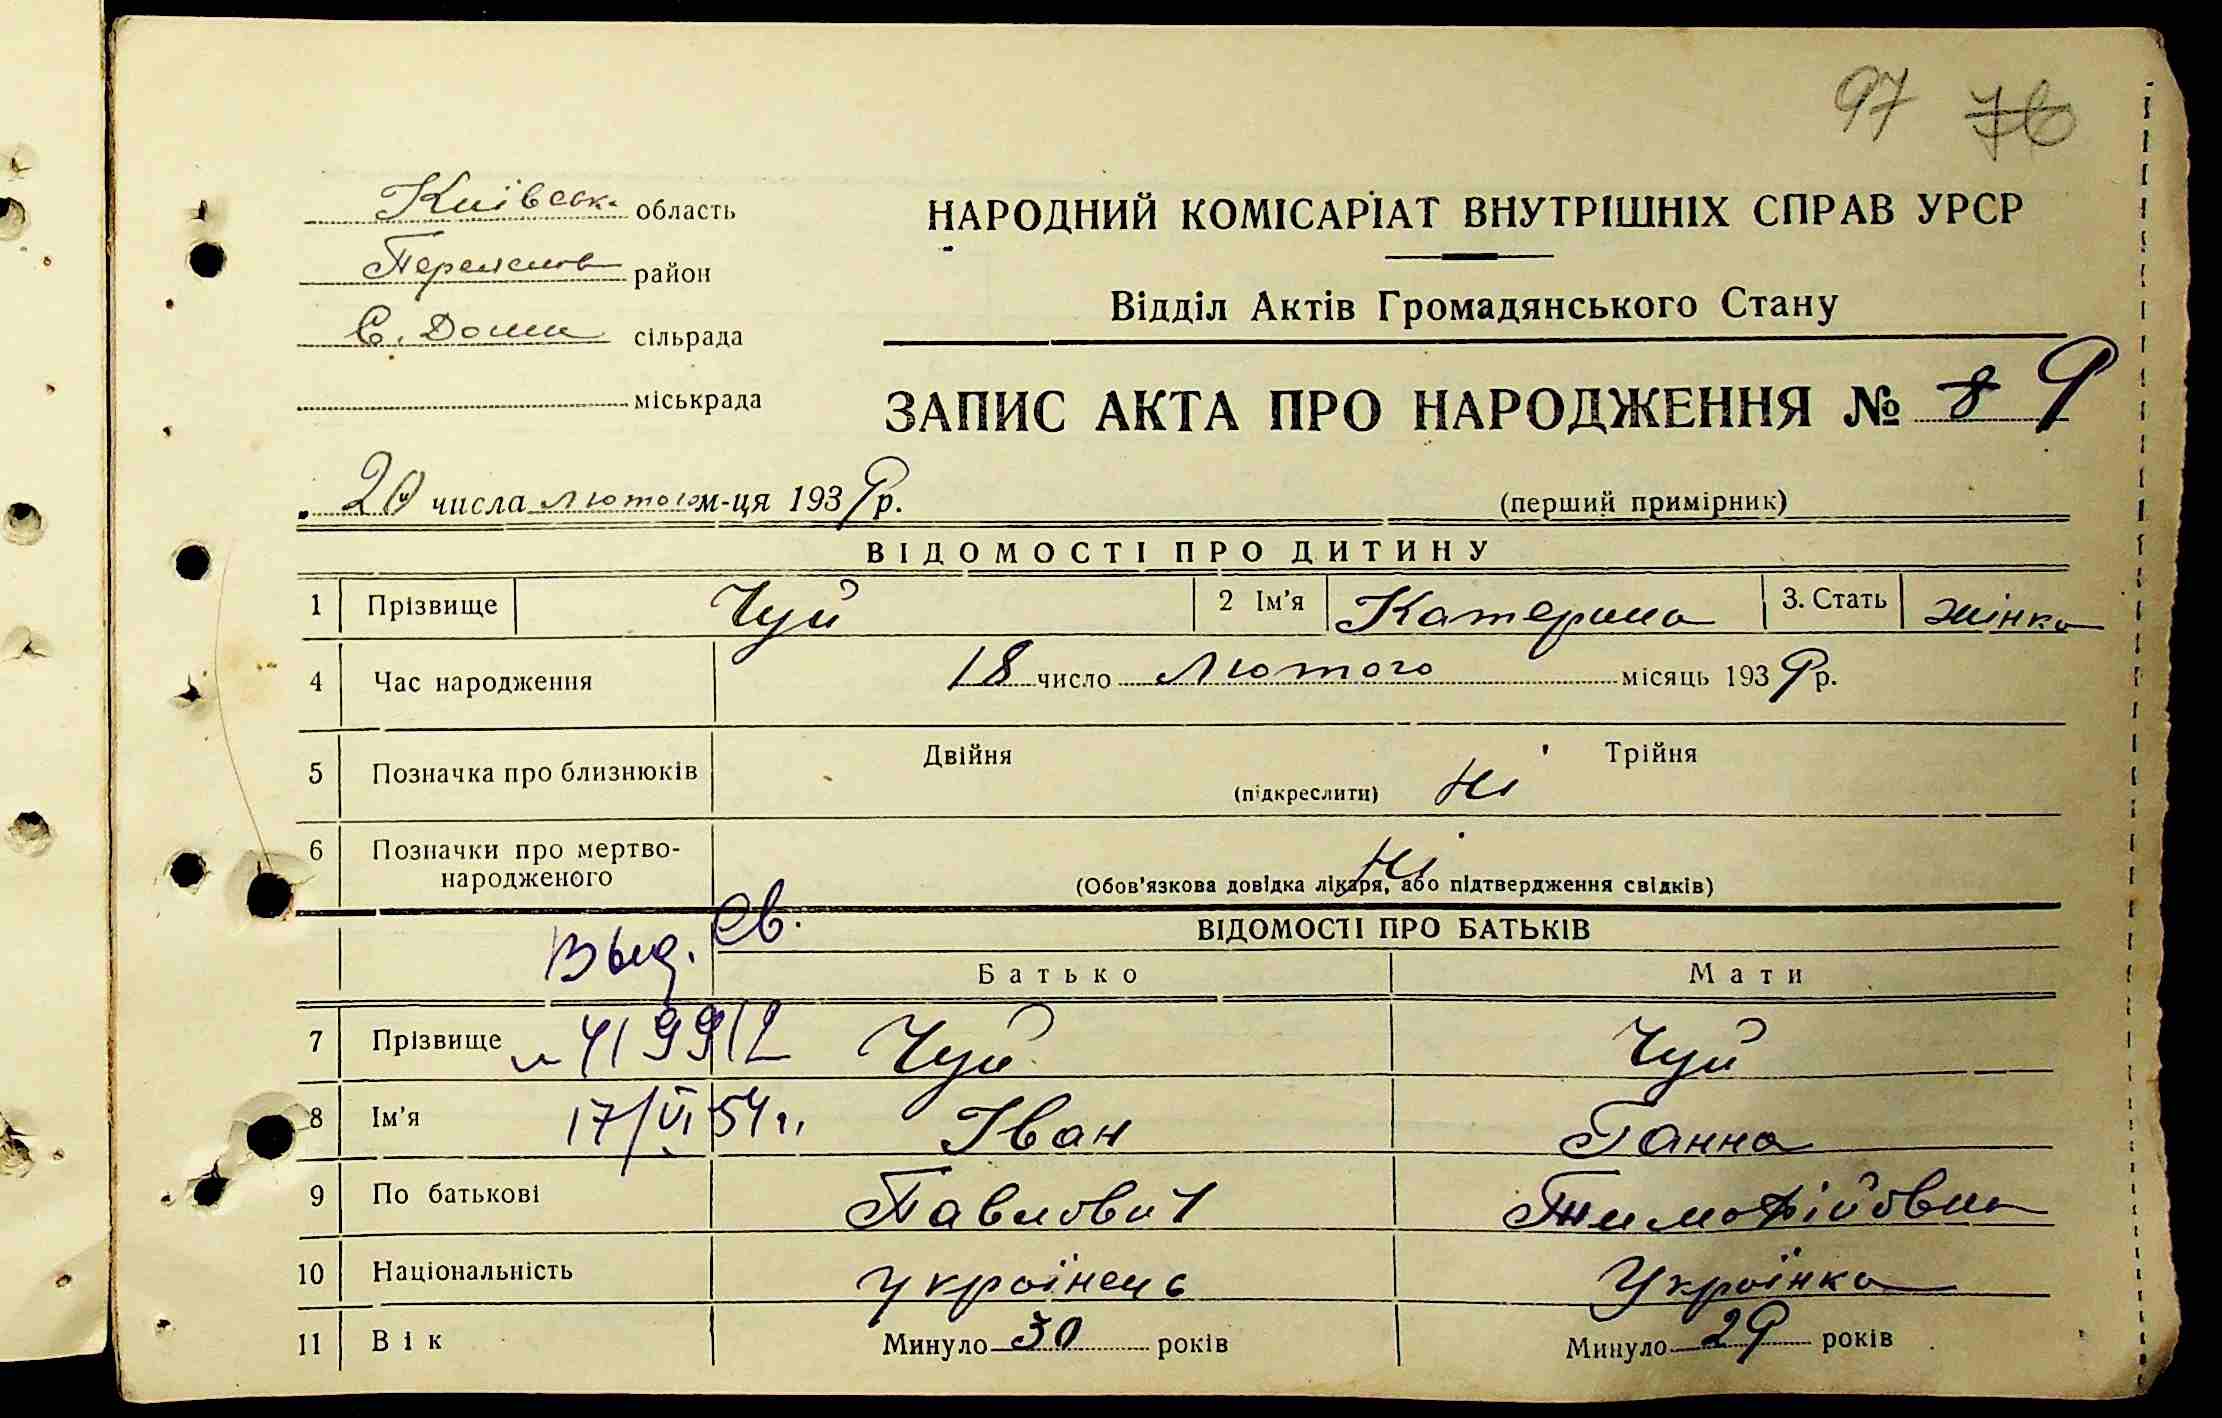 97 76
Київськ. область
район
сільрада
міськрада
НАРОДНИЙ КОМІСАРІАТ ВНУТРІШНІХ СПРАВ УРСР
Відділ Актів Громадянського Стану
ЗАПИС АКТА ПРО НАРОДЖЕННЯ № 8 9
20 числа лютого м-ця 1939 р.
(перший примірник)
ВІДОМОСТІ ПРО ДИТИНУ
1 Прізвище Чуй 2 Ім'я Катерина 3. Стать жінка
4 Час народження 18 число Лютого місяць 1939 р.
5 Позначка про близнюків Двійня (підкреслити) Ні Трійня
6 Позначки про мертво-
народженого Ні (Обов'язкова довідка лікаря, або підтвердження свідків)
Выд. Св.
ВІДОМОСТІ ПРО БАТЬКІВ
Батько Мати
7 Прізвище Чуй Чуй
419912
8 Ім'я Іван Ганна
17/VI 54 г.
9 По батькові Павлович Тимофійовна
10 Національність Українець Українка
11 Вік Минуло 30 років Минуло 29 років